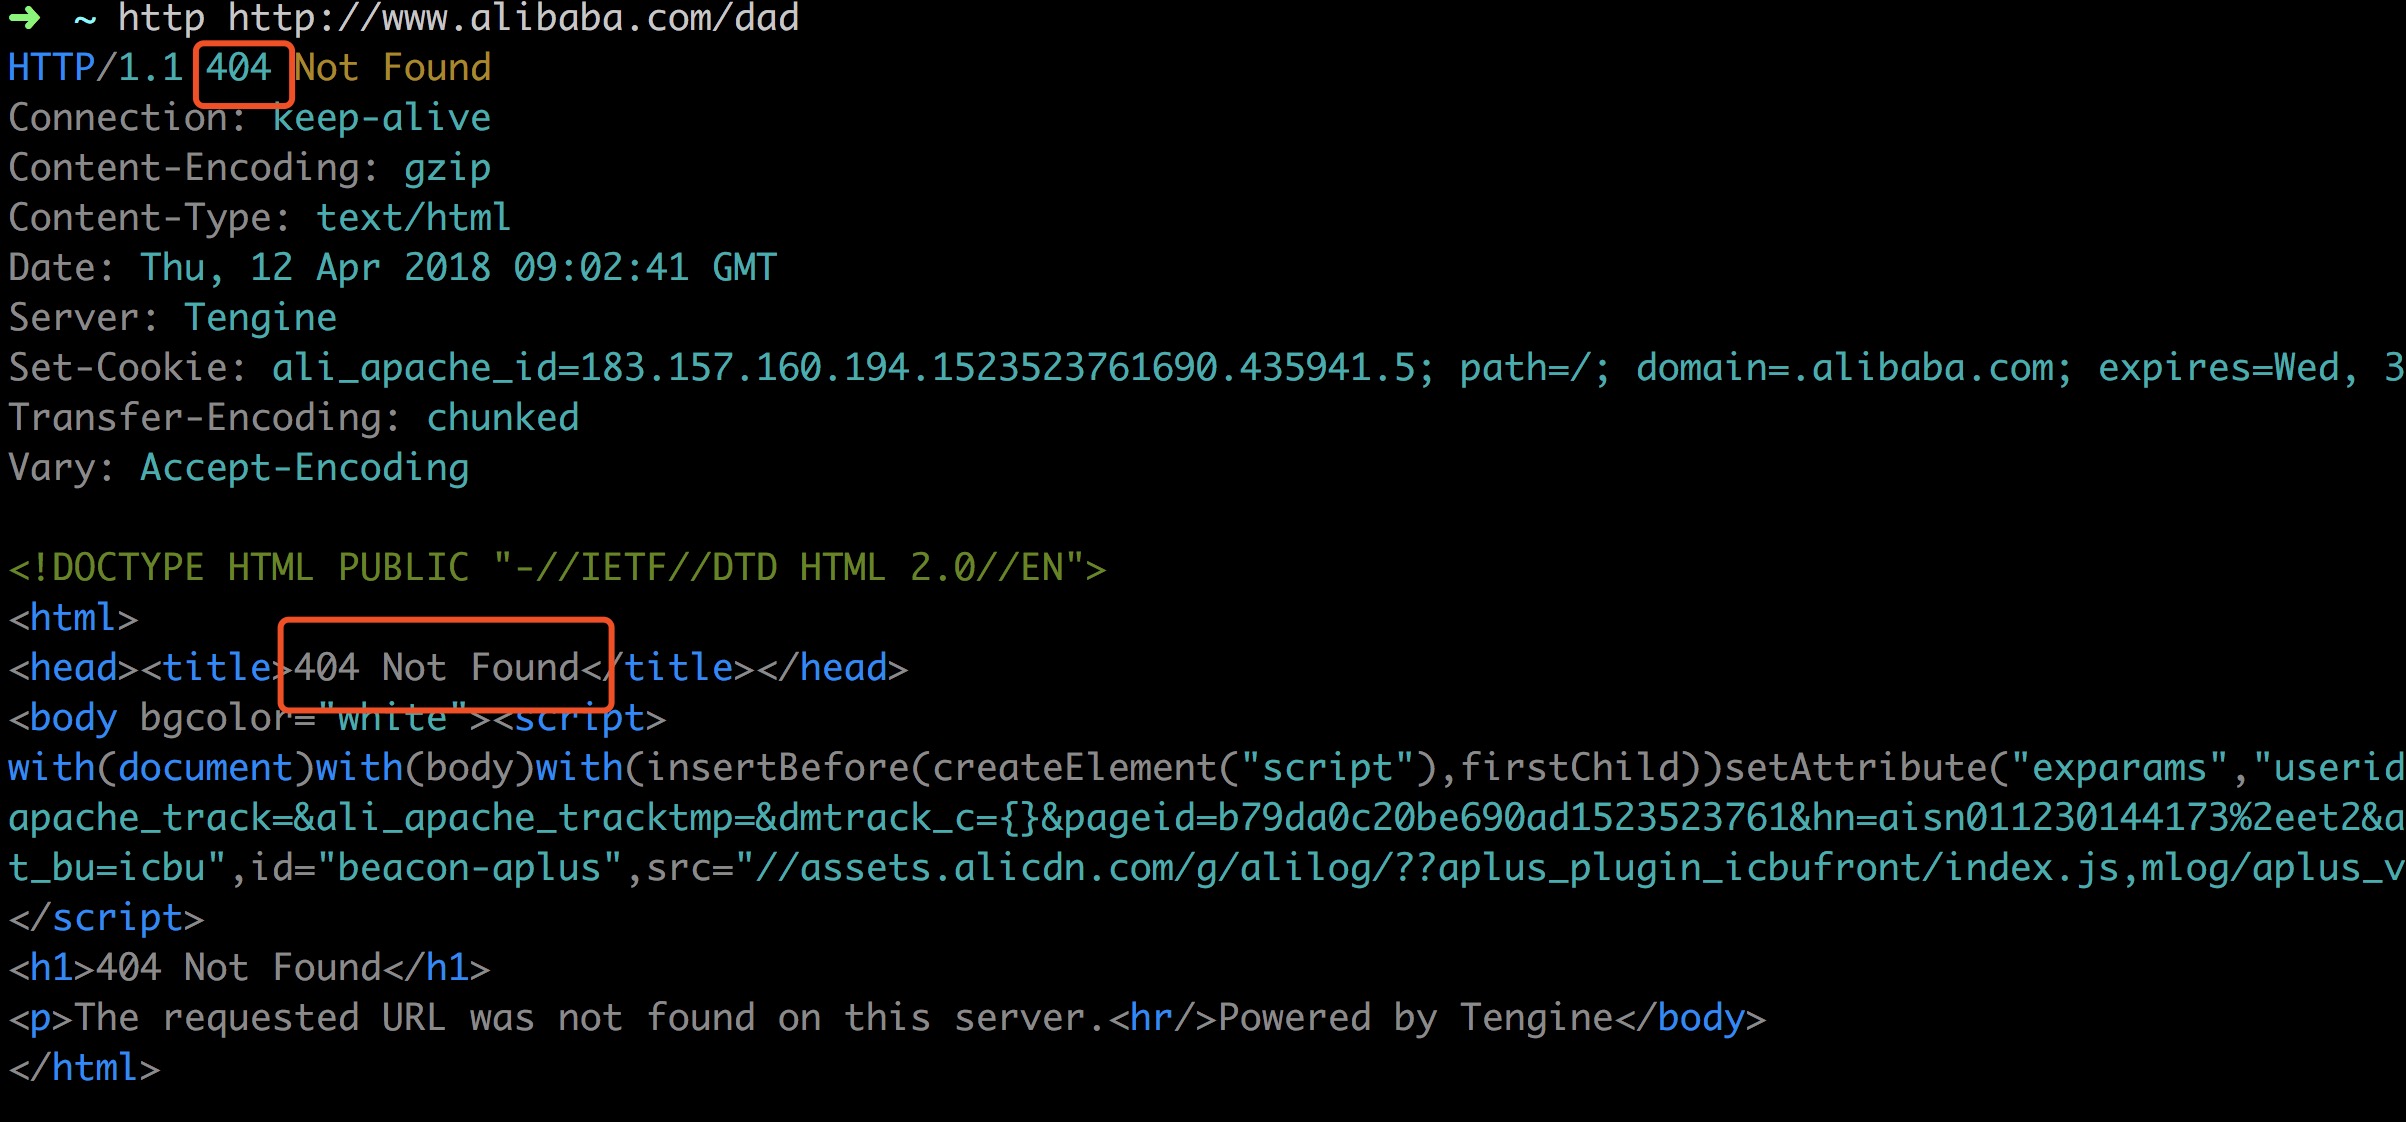 ➜  ~ http http://www.alibaba.com/dad
HTTP/1.1 404 Not Found
Connection: keep-alive
Content-Encoding: gzip
Content-Type: text/html
Date: Thu, 12 Apr 2018 09:02:41 GMT
Server: Tengine
Set-Cookie: ali_apache_id=183.157.160.194.1523523761690.435941.5; path=/; domain=.alibaba.com; expires=Wed, 3
Transfer-Encoding: chunked
Vary: Accept-Encoding
<!DOCTYPE HTML PUBLIC "-//IETF//DTD HTML 2.0//EN">
<html>
<head><title>404 Not Found</title></head>
<body bgcolor="white"><script>
with(document)with(body)with(insertBefore(createElement("script"),firstChild))setAttribute("exparams","userid
apache_track=&ali_apache_tracktmp=&dmtrack_c={}&pageid=b79da0c20be690ad1523523761&hn=aisn011230144173%2eet2&a
t_bu=icbu",id="beacon-aplus",src="//assets.alicdn.com/g/alilog/??aplus_plugin_icbufront/index.js,mlog/aplus_v
</script>
<h1>404 Not Found</h1>
<p>The requested URL was not found on this server.<hr/>Powered by Tengine</body>
</html>